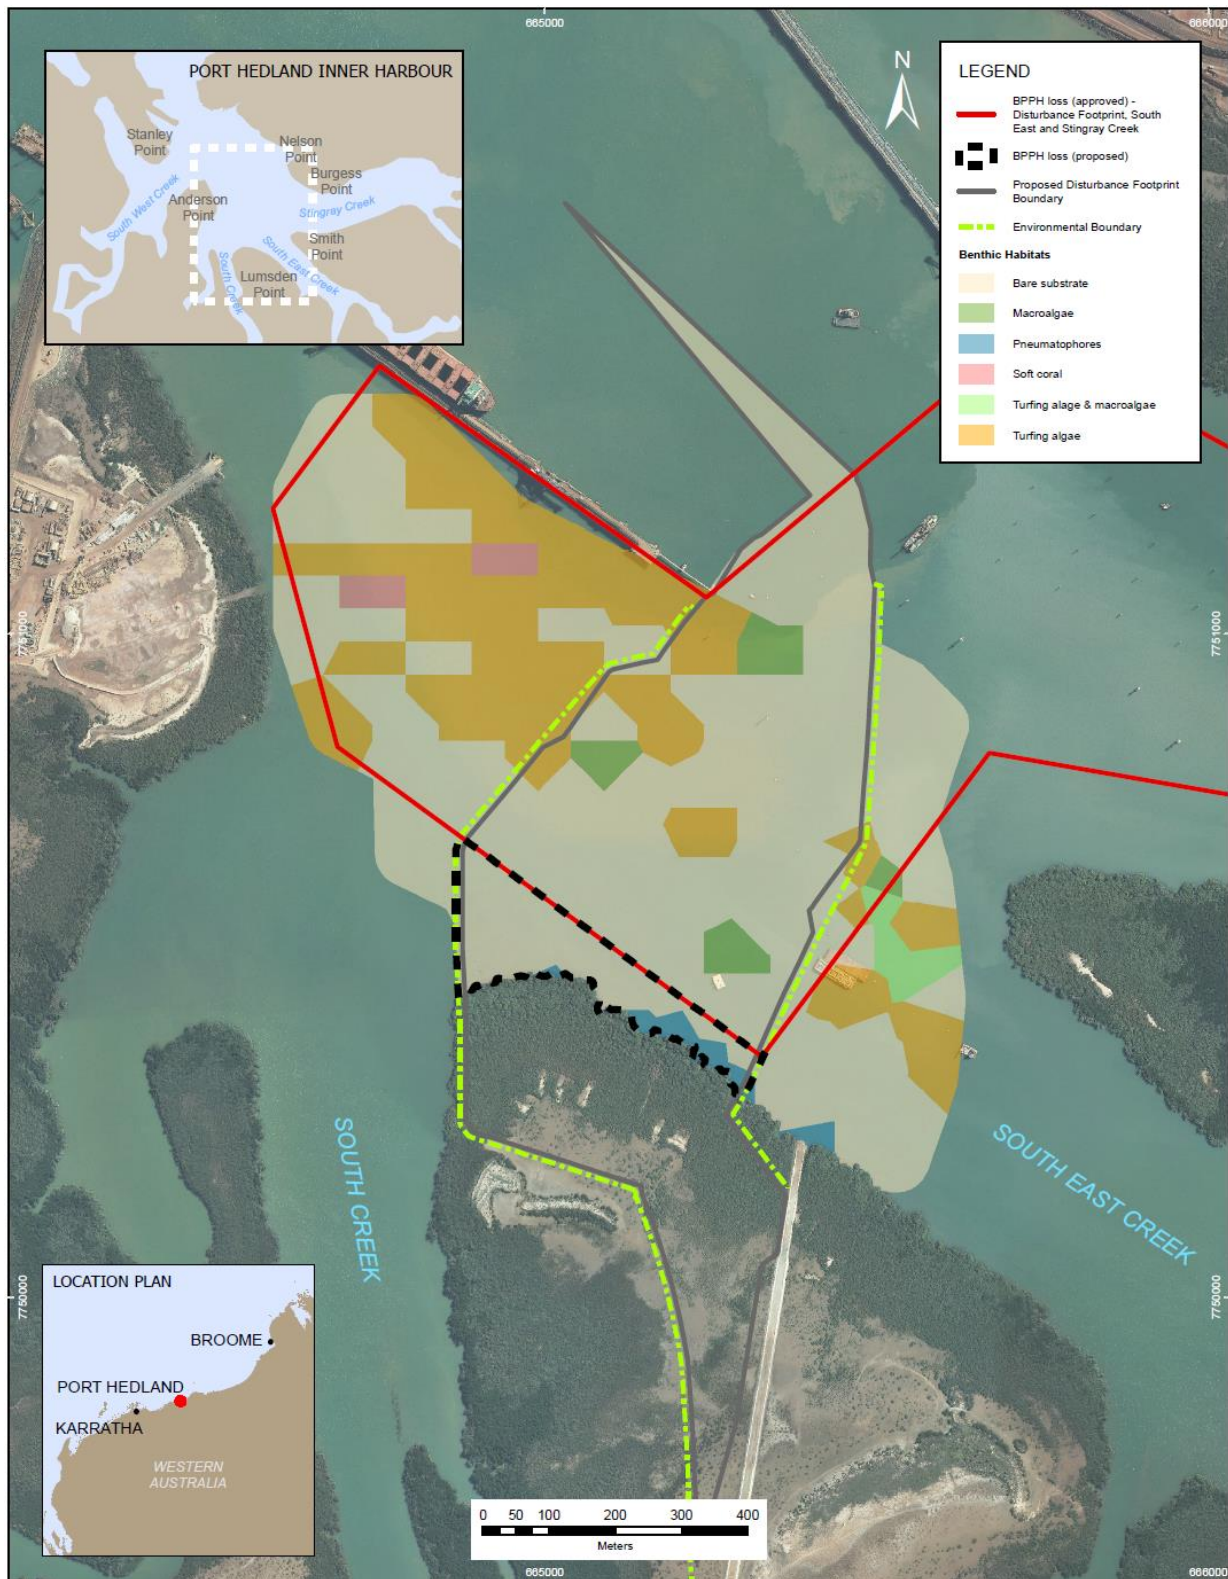 665000
666000
PORT HEDLAND INNER HARBOUR
Stanley
Point
Nelson
Point
Burgess
Point
Anderson
Point
South West Creek
Stingray Creek
Smith
Point
South Creek
South East Creek
Lumsden
Point
N
LEGEND
BPPH loss (approved) -
Disturbance Footprint, South
East and Stingray Creek
BPPH loss (proposed)
Proposed Disturbance Footprint
Boundary
Environmental Boundary
Benthic Habitats
Bare substrate
Macroalgae
Pneumatophores
Soft coral
Turfing alage & macroalgae
Turfing algae
7751000
7751000
SOUTH CREEK
SOUTH EAST CREEK
7750000
7750000
LOCATION PLAN
BROOME
PORT HEDLAND
KARRATHA
WESTERN
AUSTRALIA
0 50 100 200 300 400
Meters
665000
666000